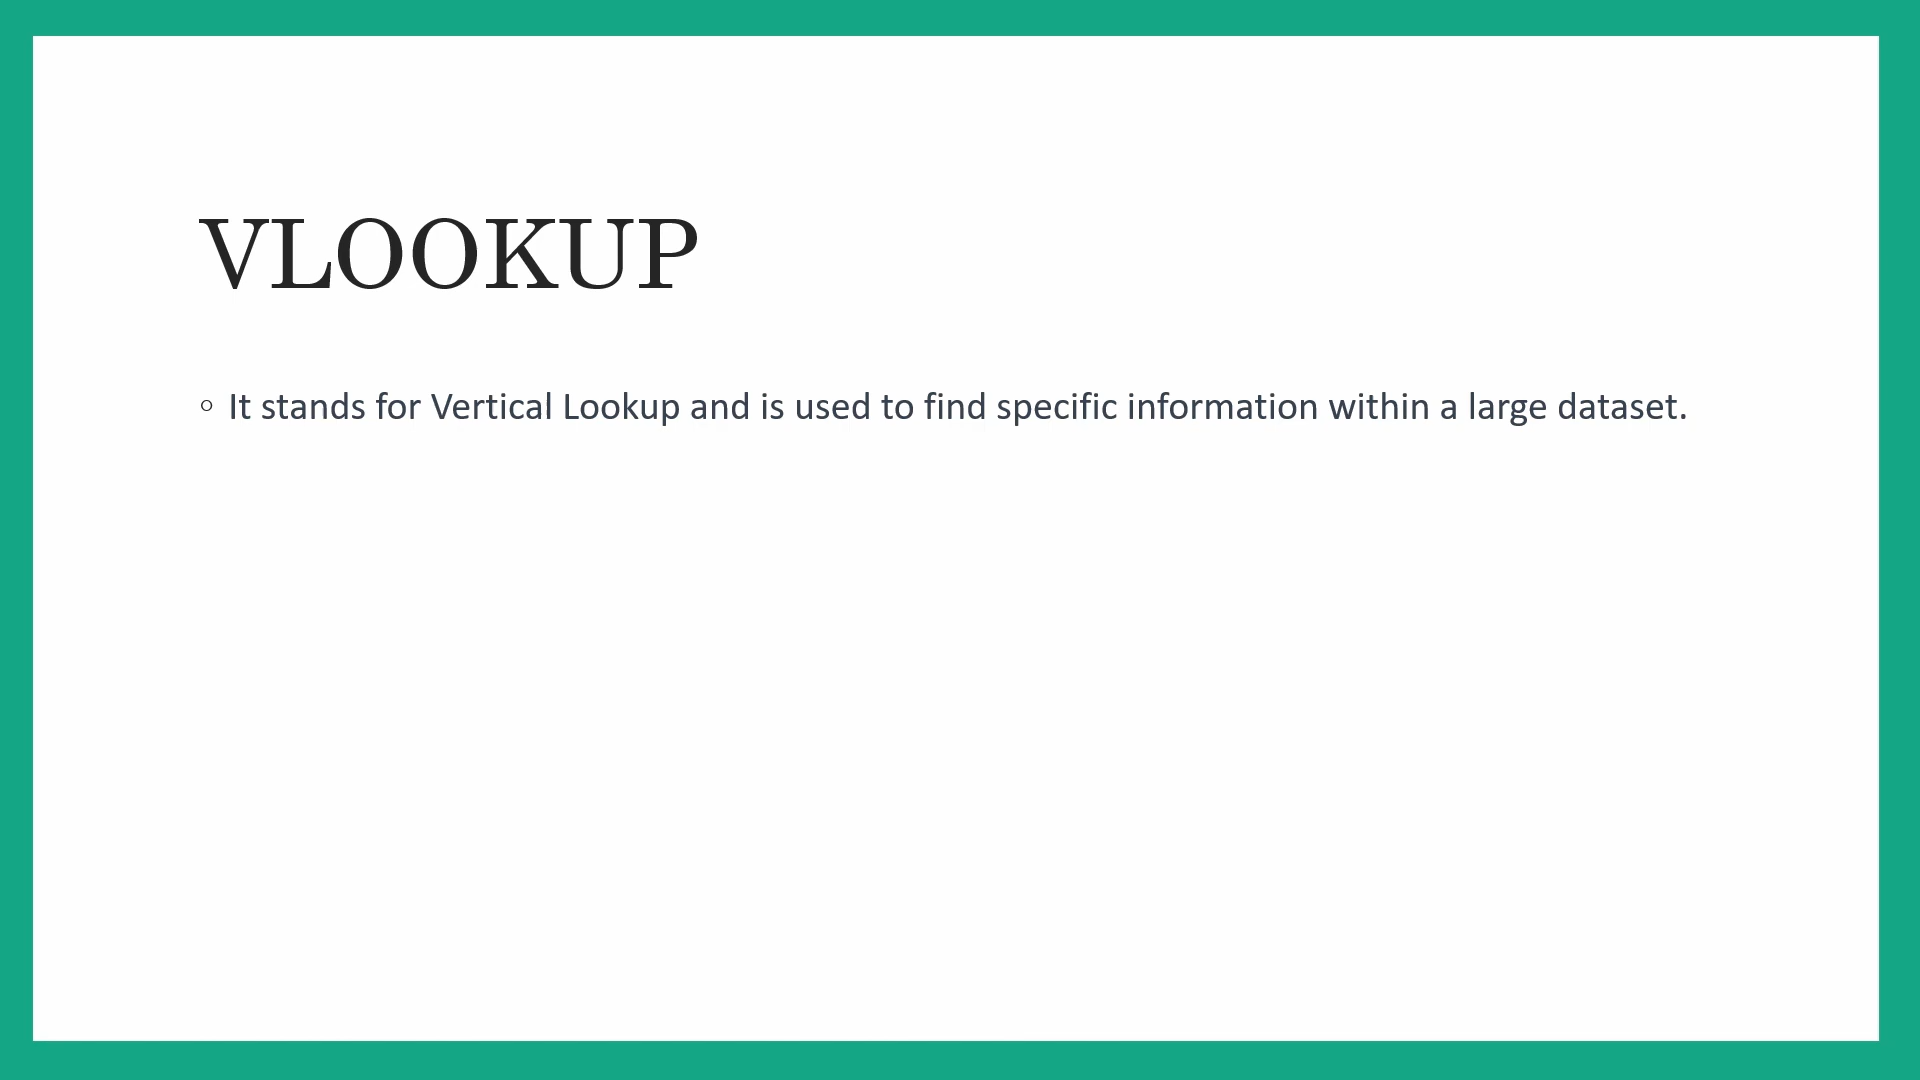 VLOOKUP
◦ It stands for Vertical Lookup and is used to find specific information within a large dataset.